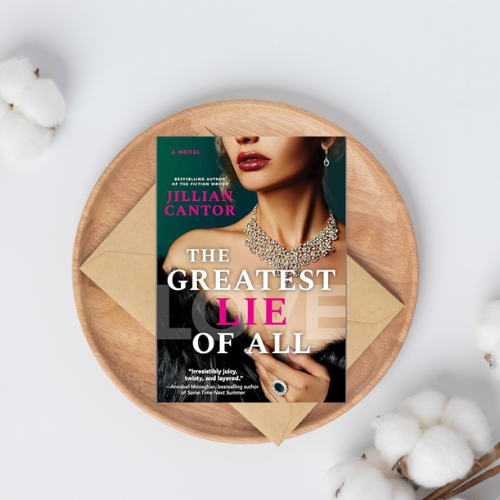 A NOVEL
BESTSELLING AUTHOR
OF THE FICTION WRITER
JILLIAN
CANTOR
THE
GREATEST
LOVE
LIE
OF ALL
"Irresistibly juicy,
twisty, and layered."
—Annabel Monaghan, bestselling author
of Same Time Next Summer